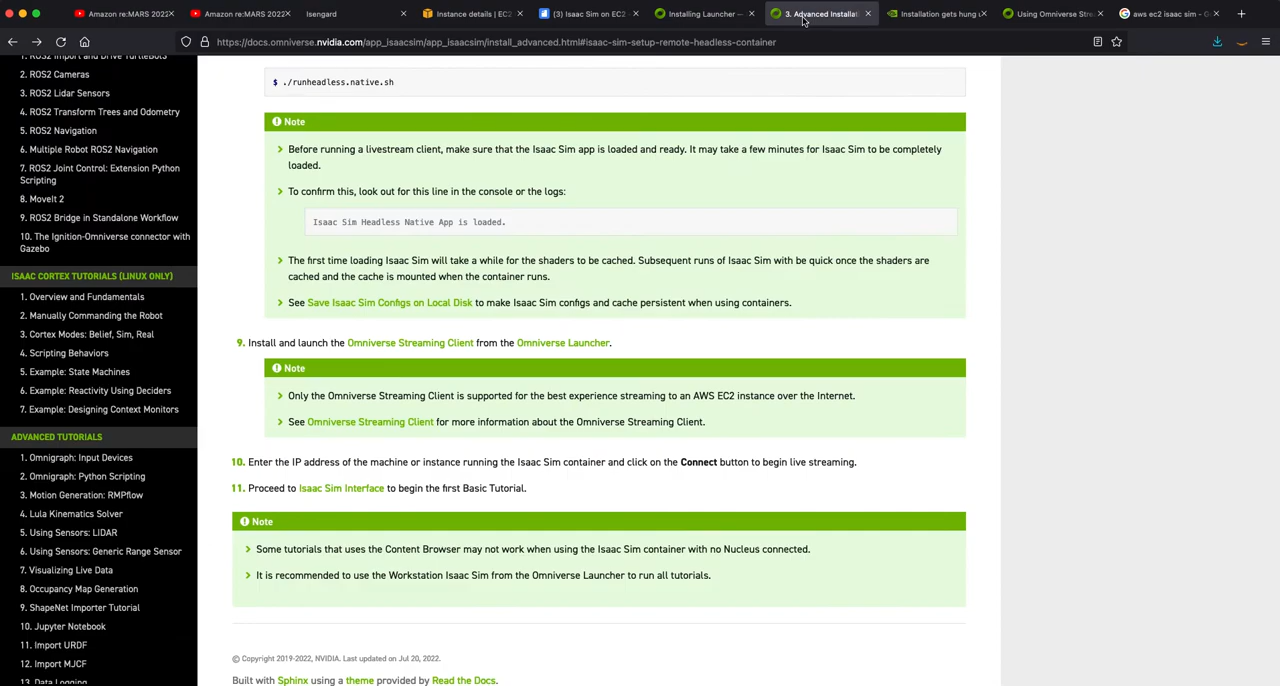 Amazon re:MARS 2022
Amazon re:MARS 2022
Isengard
Instance details | EC2
(3) Isaac Sim on EC2
Installing Launcher —
3. Advanced Installat
Installation gets hung u
Using Omniverse Stre
aws ec2 isaac sim - G
https://docs.omniverse.nvidia.com/app_isaacsim/app_isaacsim/install_advanced.html#isaac-sim-setup-remote-headless-container
1. ROS2 Import and Drive TurtleBot3
2. ROS2 Cameras
3. ROS2 Lidar Sensors
4. ROS2 Transform Trees and Odometry
5. ROS2 Navigation
6. Multiple Robot ROS2 Navigation
7. ROS2 Joint Control: Extension Python
Scripting
8. MoveIt 2
9. ROS2 Bridge in Standalone Workflow
10. The Ignition-Omniverse connector with
Gazebo
ISAAC CORTEX TUTORIALS (LINUX ONLY)
1. Overview and Fundamentals
2. Manually Commanding the Robot
3. Cortex Modes: Belief, Sim, Real
4. Scripting Behaviors
5. Example: State Machines
6. Example: Reactivity Using Deciders
7. Example: Designing Context Monitors
ADVANCED TUTORIALS
1. Omnigraph: Input Devices
2. Omnigraph: Python Scripting
3. Motion Generation: RMPflow
4. Lula Kinematics Solver
5. Using Sensors: LIDAR
6. Using Sensors: Generic Range Sensor
7. Visualizing Live Data
8. Occupancy Map Generation
9. ShapeNet Importer Tutorial
10. Jupyter Notebook
11. Import URDF
12. Import MJCF
13. Data Logging
$ ./runheadless.native.sh
Note
Before running a livestream client, make sure that the Isaac Sim app is loaded and ready. It may take a few minutes for Isaac Sim to be completely
loaded.
To confirm this, look out for this line in the console or the logs:
Isaac Sim Headless Native App is loaded.
The first time loading Isaac Sim will take a while for the shaders to be cached. Subsequent runs of Isaac Sim with be quick once the shaders are
cached and the cache is mounted when the container runs.
See Save Isaac Sim Configs on Local Disk to make Isaac Sim configs and cache persistent when using containers.
9. Install and launch the Omniverse Streaming Client from the Omniverse Launcher.
Note
Only the Omniverse Streaming Client is supported for the best experience streaming to an AWS EC2 instance over the Internet.
See Omniverse Streaming Client for more information about the Omniverse Streaming Client.
10. Enter the IP address of the machine or instance running the Isaac Sim container and click on the Connect button to begin live streaming.
11. Proceed to Isaac Sim Interface to begin the first Basic Tutorial.
Note
Some tutorials that uses the Content Browser may not work when using the Isaac Sim container with no Nucleus connected.
It is recommended to use the Workstation Isaac Sim from the Omniverse Launcher to run all tutorials.
© Copyright 2019-2022, NVIDIA. Last updated on Jul 20, 2022.
Built with Sphinx using a theme provided by Read the Docs.